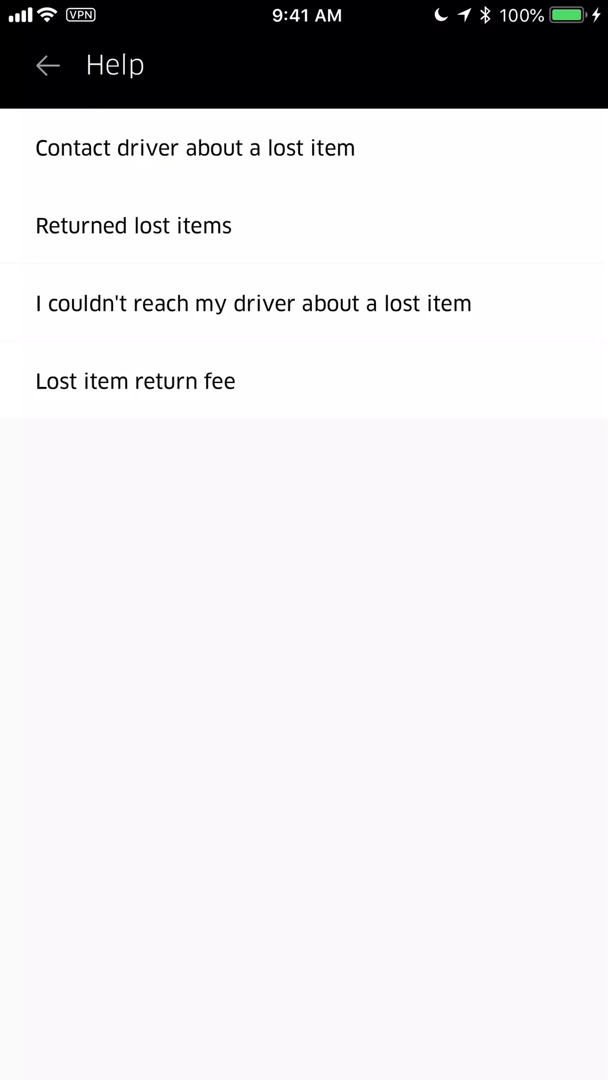 VPN 9:41 AM 100%
Help
Contact driver about a lost item
Returned lost items
I couldn't reach my driver about a lost item
Lost item return fee